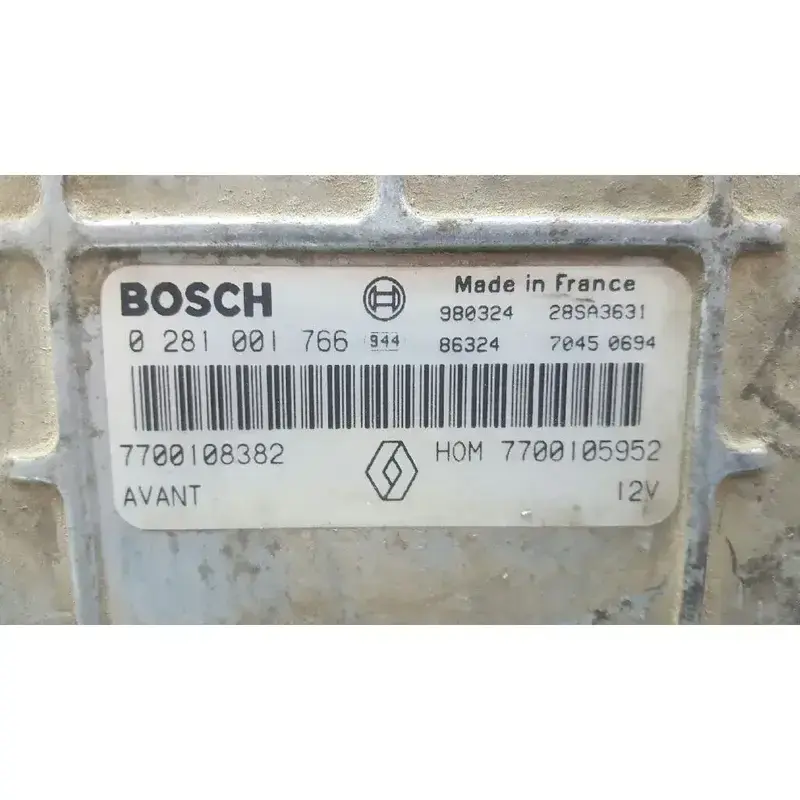 BOSCH Made in France
980324 28SA3631
0 281 001 766 944 86324 7045 0694
7700108382 HOM 7700105952
AVANT 12V